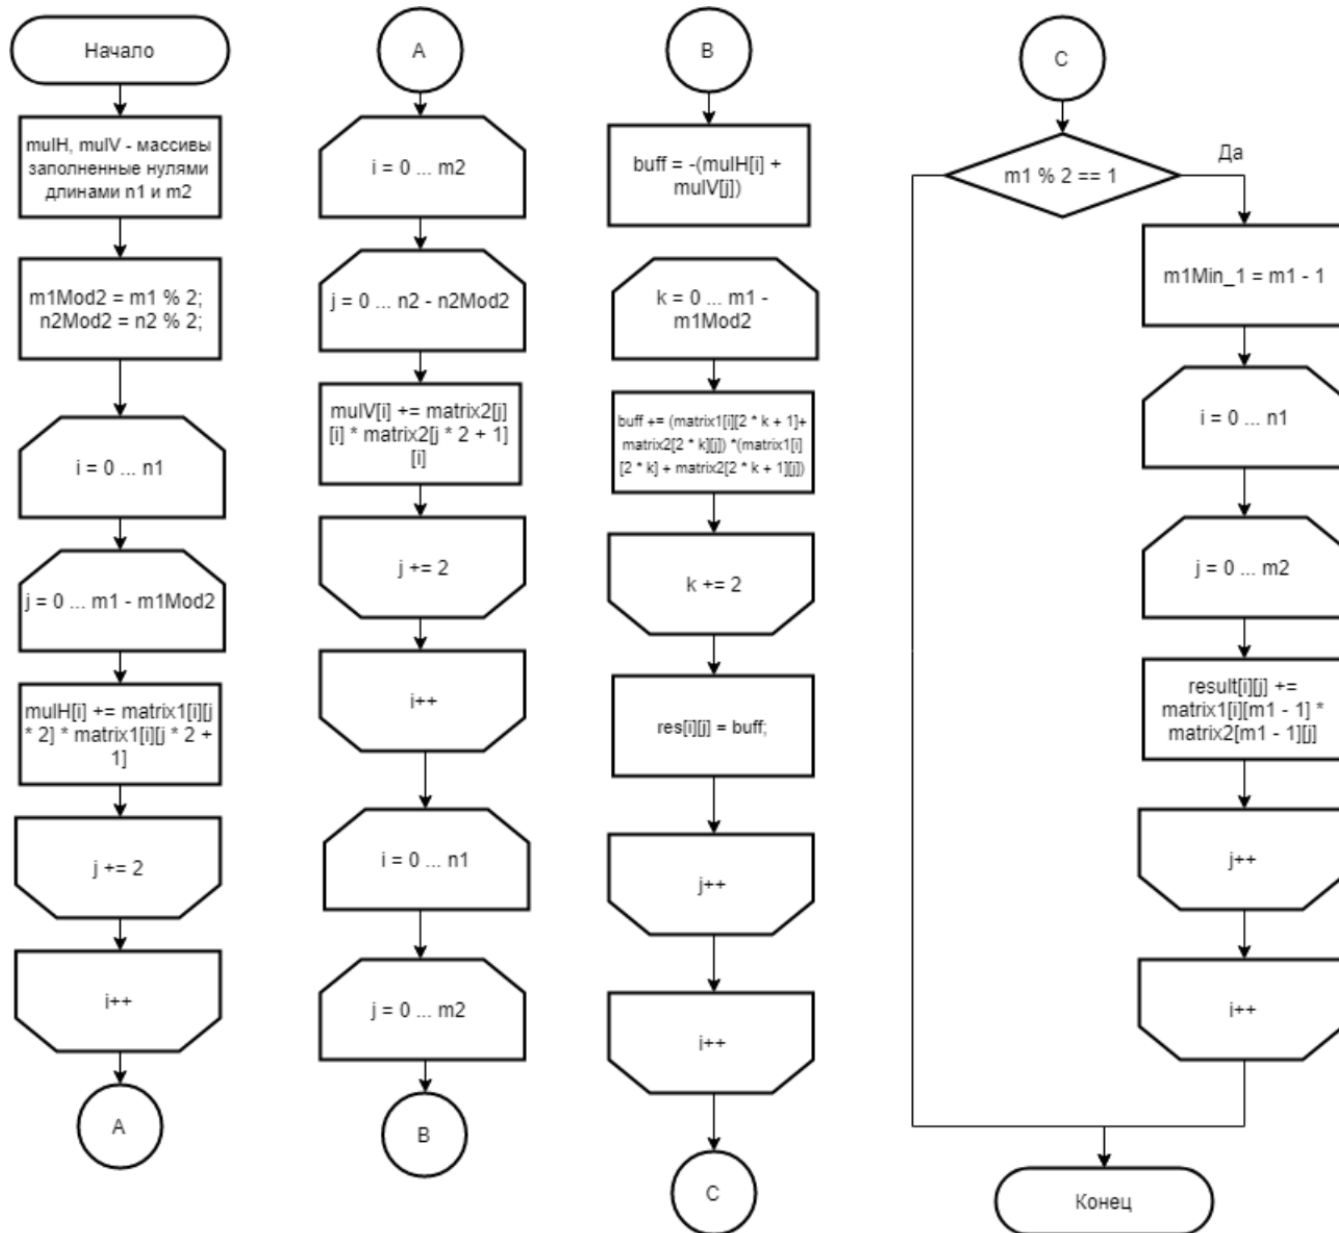 Начало
mulH, mulV - массивы
заполненные нулями
длинами n1 и m2
m1Mod2 = m1 % 2;
n2Mod2 = n2 % 2;
i = 0 ... n1
j = 0 ... m1 - m1Mod2
mulH[i] += matrix1[i][j
* 2] * matrix1[i][j * 2 +
1]
j += 2
i++
A
A
i = 0 ... m2
j = 0 ... n2 - n2Mod2
mulV[i] += matrix2[j]
[i] * matrix2[j * 2 + 1]
[i]
j += 2
i++
i = 0 ... n1
j = 0 ... m2
B
B
buff = -(mulH[i] +
mulV[j])
k = 0 ... m1 -
m1Mod2
buff += (matrix1[i][2 * k + 1]+
matrix2[2 * k][j]) *(matrix1[i]
[2 * k] + matrix2[2 * k + 1][j])
k += 2
res[i][j] = buff;
j++
i++
C
C
m1 % 2 == 1
Да
m1Min_1 = m1 - 1
i = 0 ... n1
j = 0 ... m2
result[i][j] +=
matrix1[i][m1 - 1] *
matrix2[m1 - 1][j]
j++
i++
Конец